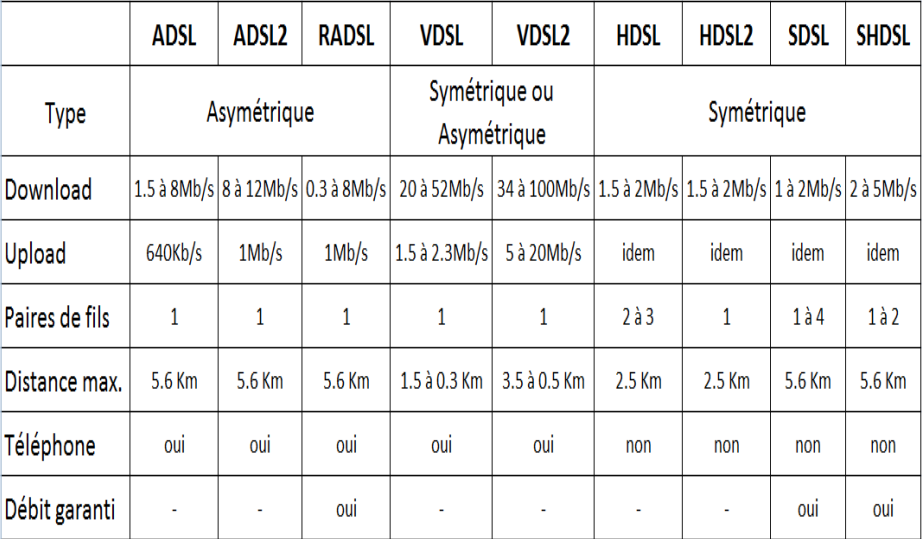 ADSL ADSL2 RADSL VDSL VDSL2 HDSL HDSL2 SDSL SHDSL
Type Asymétrique Symétrique ou Asymétrique Symétrique
Download 1.5 à 8Mb/s 8 à 12Mb/s 0.3 à 8Mb/s 20 à 52Mb/s 34 à 100Mb/s 1.5 à 2Mb/s 1.5 à 2Mb/s 1 à 2Mb/s 2 à 5Mb/s
Upload 640Kb/s 1Mb/s 1Mb/s 1.5 à 2.3Mb/s 5 à 20Mb/s idem idem idem idem
Paires de fils 1 1 1 1 1 2 à 3 1 1 à 4 1 à 2
Distance max. 5.6 Km 5.6 Km 5.6 Km 1.5 à 0.3 Km 3.5 à 0.5 Km 2.5 Km 2.5 Km 5.6 Km 5.6 Km
Téléphone oui oui oui oui oui non non non non
Débit garanti - - oui - - - - oui oui